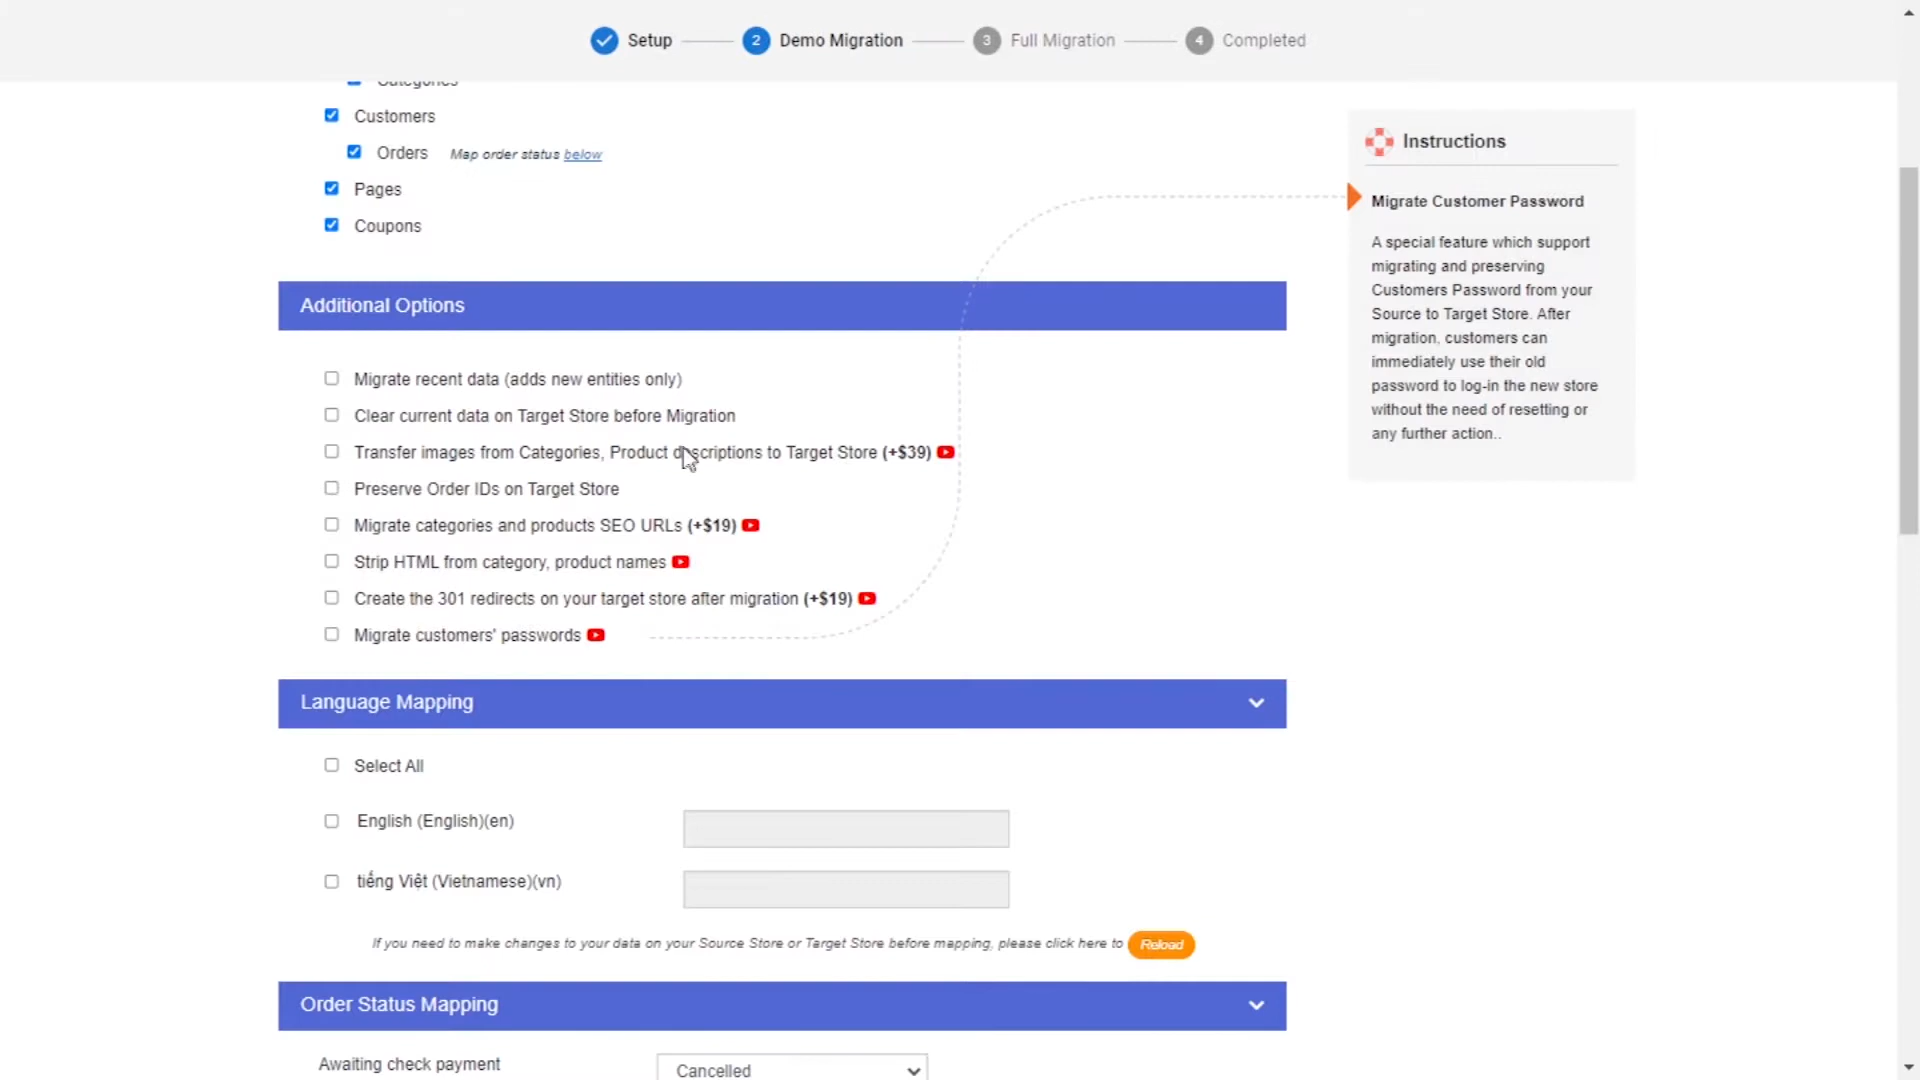 Setup
2
Demo Migration
3
Full Migration
4
Completed
Categories
Customers
Orders
Map order status below
Pages
Coupons
Instructions
Migrate Customer Password
A special feature which support
migrating and preserving
Customers Password from your
Source to Target Store. After
migration, customers can
immediately use their old
password to log-in the new store
without the need of resetting or
any further action..
Additional Options
Migrate recent data (adds new entities only)
Clear current data on Target Store before Migration
Transfer images from Categories, Product descriptions to Target Store (+$39)
Preserve Order IDs on Target Store
Migrate categories and products SEO URLs (+$19)
Strip HTML from category, product names
Create the 301 redirects on your target store after migration (+$19)
Migrate customers' passwords
Language Mapping
Select All
English (English)(en)
tiếng Việt (Vietnamese)(vn)
If you need to make changes to your data on your Source Store or Target Store before mapping, please click here to Reload
Order Status Mapping
Awaiting check payment
Cancelled